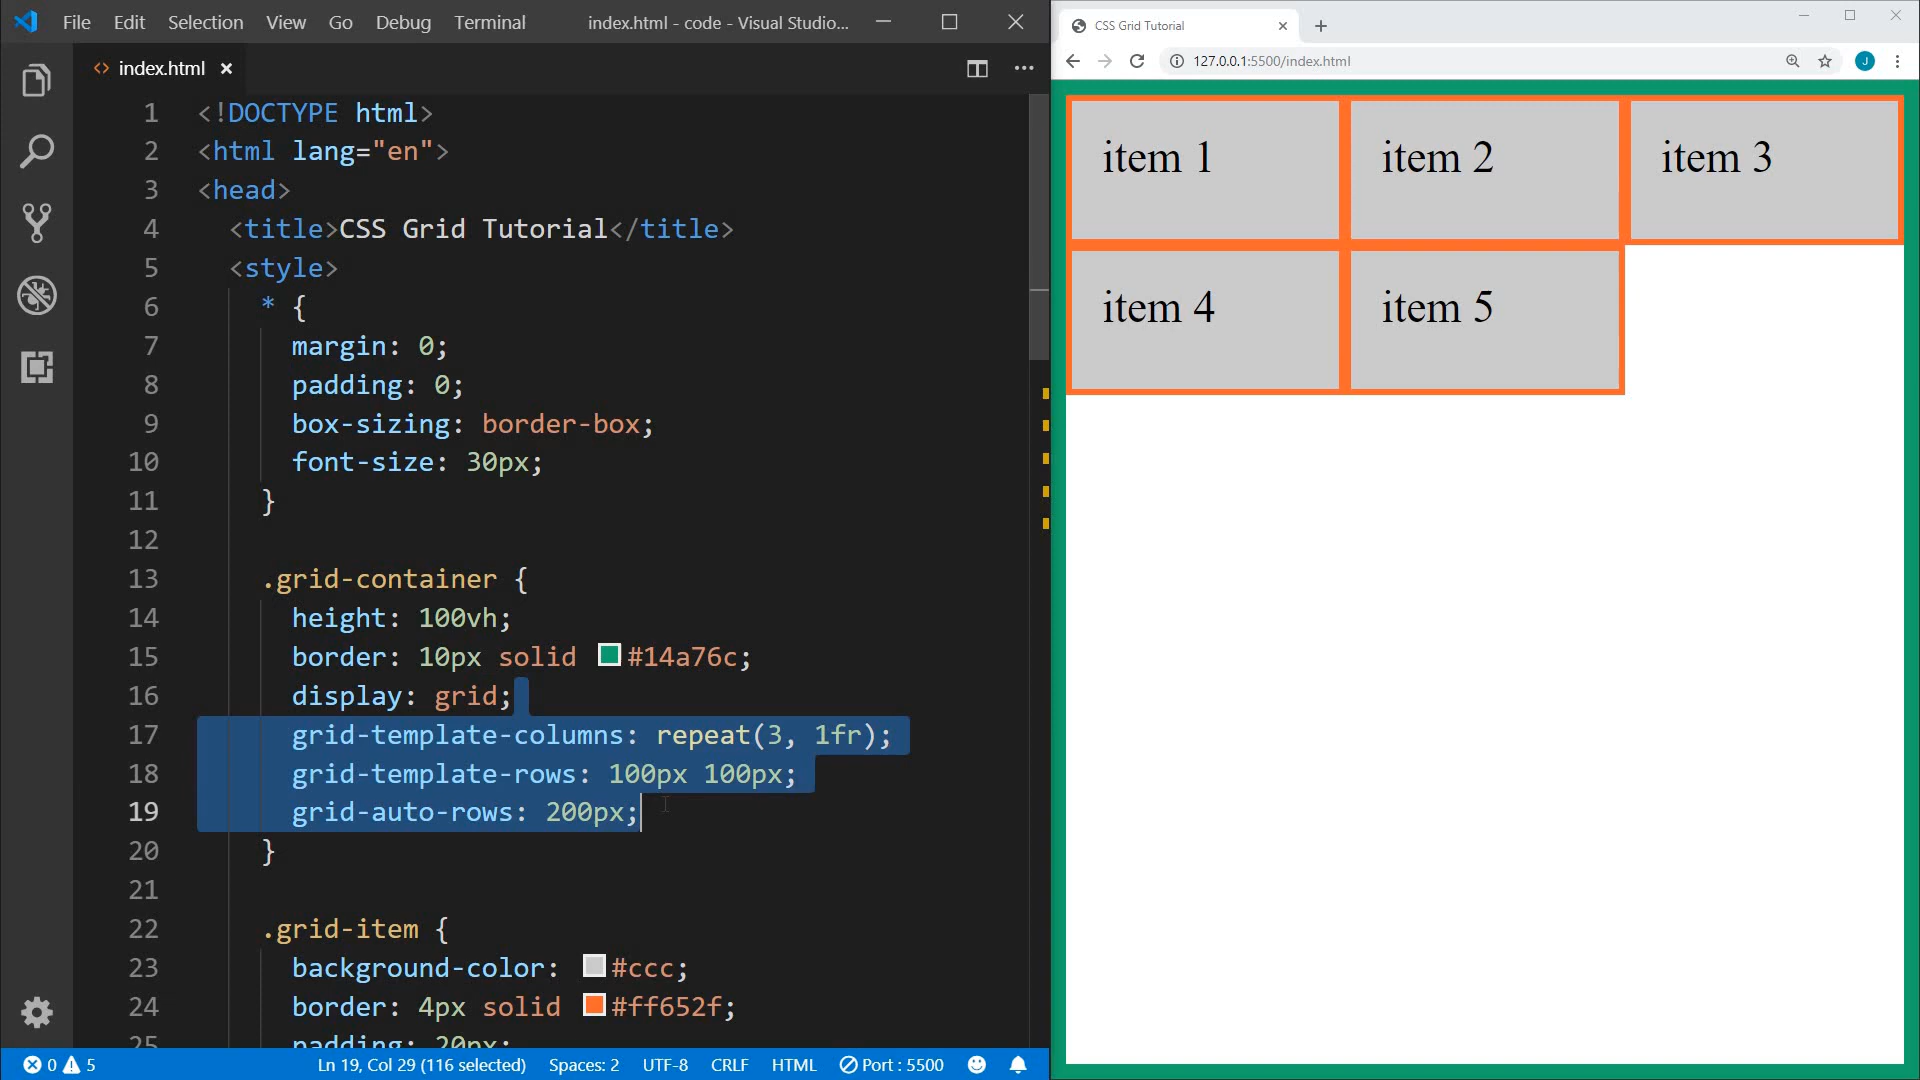 File Edit Selection View Go Debug Terminal index.html - code - Visual Studio...
index.html
1 <!DOCTYPE html>
2 <html lang="en">
3 <head>
4 <title>CSS Grid Tutorial</title>
5 <style>
6 * {
7 margin: 0;
8 padding: 0;
9 box-sizing: border-box;
10 font-size: 30px;
11 }
12
13 .grid-container {
14 height: 100vh;
15 border: 10px solid #14a76c;
16 display: grid;
17 grid-template-columns: repeat(3, 1fr);
18 grid-template-rows: 100px 100px;
19 grid-auto-rows: 200px;
20 }
21
22 .grid-item {
23 background-color: #ccc;
24 border: 4px solid #ff652f;
25 padding: 20px;
0 5 Ln 19, Col 29 (116 selected) Spaces: 2 UTF-8 CRLF HTML Port : 5500
CSS Grid Tutorial
127.0.0.1:5500/index.html
J
item 1 item 2 item 3
item 4 item 5